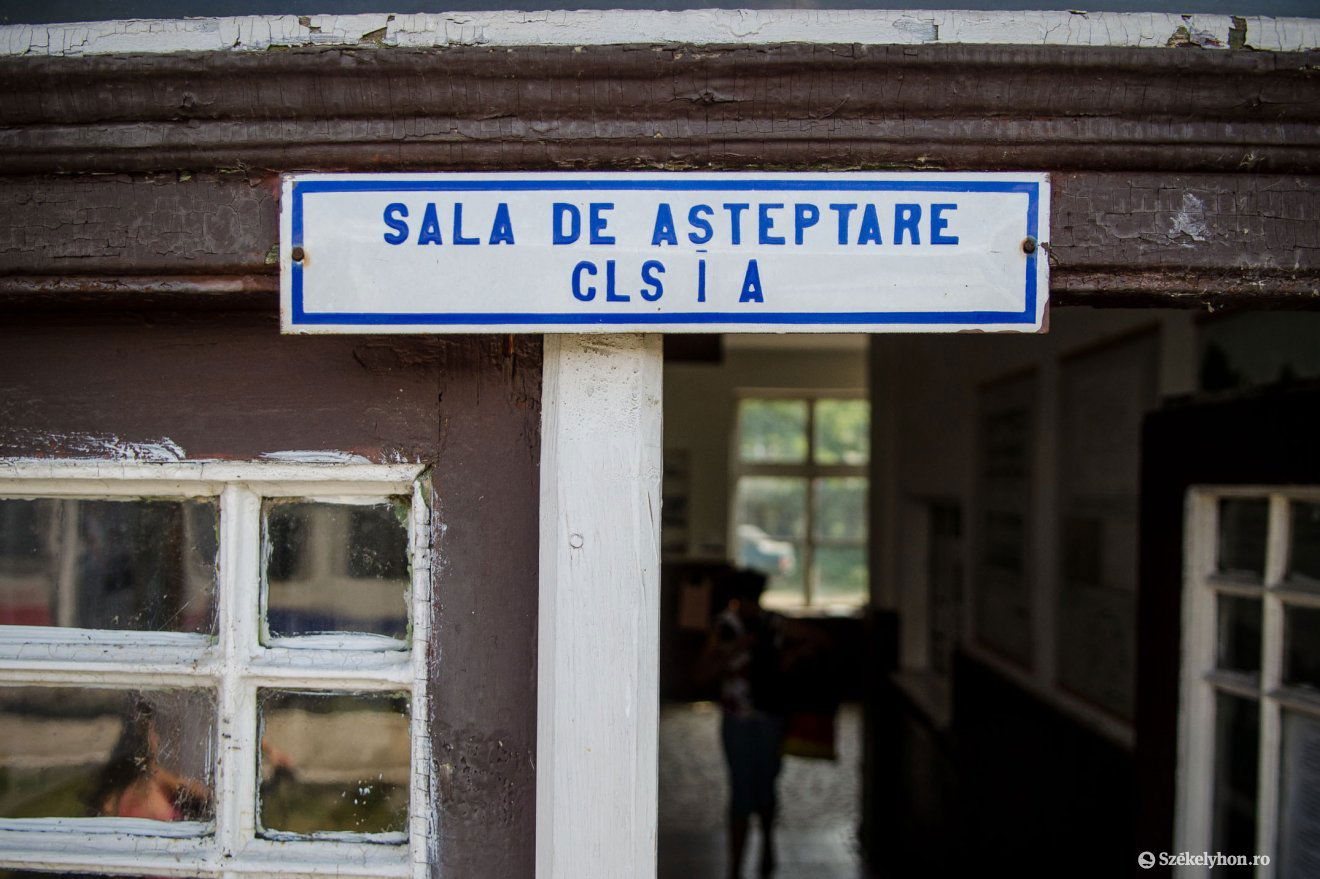 SALA DE ASTEPTARE
CLS I A
Székelyhon.ro